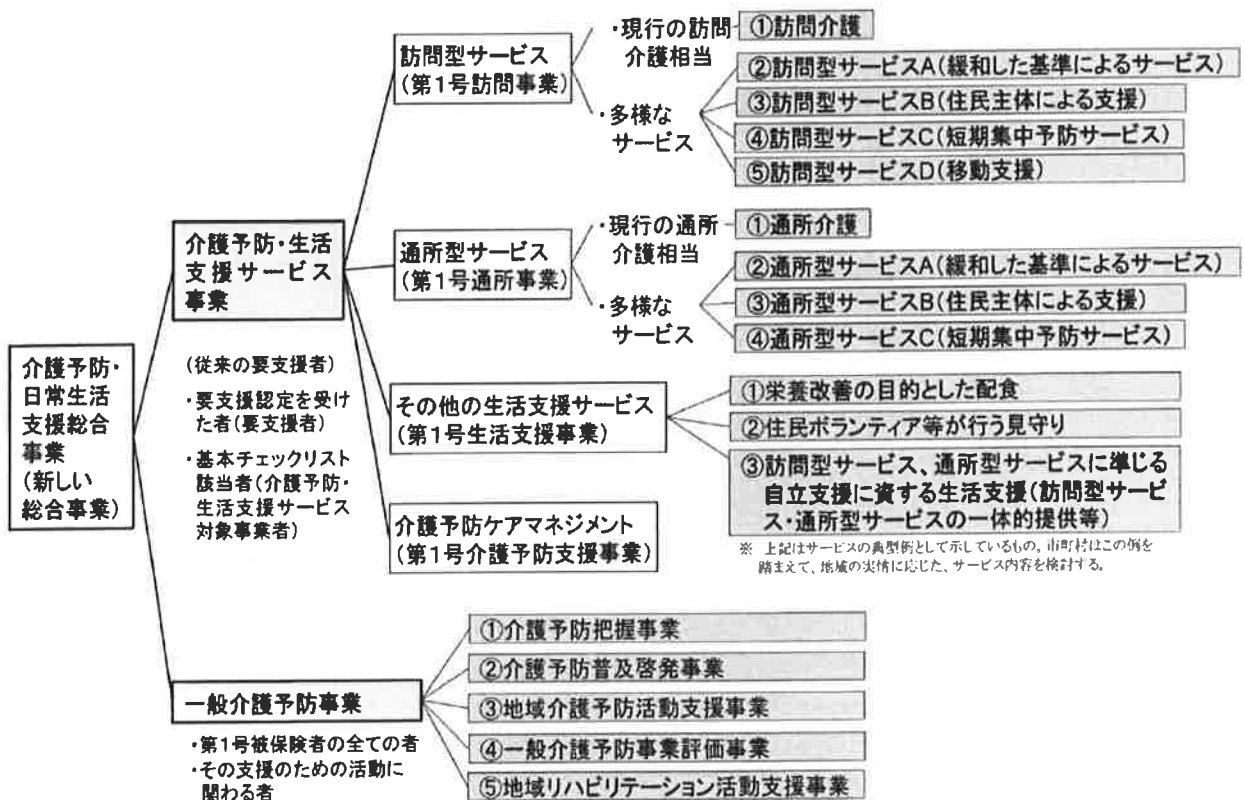 介護予防・
日常生活
支援総合
事業
(新しい
総合事業)
介護予防・生活
支援サービス
事業
(従来の要支援者)
・要支援認定を受け
た者(要支援者)
・基本チェックリスト
該当者(介護予防・
生活支援サービス
対象事業者)
訪問型サービス
(第1号訪問事業)
・現行の訪問
介護相当
①訪問介護
・多様な
サービス
②訪問型サービスA(緩和した基準によるサービス)
③訪問型サービスB(住民主体による支援)
④訪問型サービスC(短期集中予防サービス)
⑤訪問型サービスD(移動支援)
通所型サービス
(第1号通所事業)
・現行の通所
介護相当
①通所介護
・多様な
サービス
②通所型サービスA(緩和した基準によるサービス)
③通所型サービスB(住民主体による支援)
④通所型サービスC(短期集中予防サービス)
その他の生活支援サービス
(第1号生活支援事業)
①栄養改善の目的とした配食
②住民ボランティア等が行う見守り
③訪問型サービス、通所型サービスに準じる
自立支援に資する生活支援(訪問型サービ
ス・通所型サービスの一体的提供等)
介護予防ケアマネジメント
(第1号介護予防支援事業)
※ 上記はサービスの典型例として示しているもの。市町村はこの例を
踏まえて、地域の実情に応じた、サービス内容を検討する。
一般介護予防事業
・第1号被保険者の全ての者
・その支援のための活動に
関わる者
①介護予防把握事業
②介護予防普及啓発事業
③地域介護予防活動支援事業
④一般介護予防事業評価事業
⑤地域リハビリテーション活動支援事業